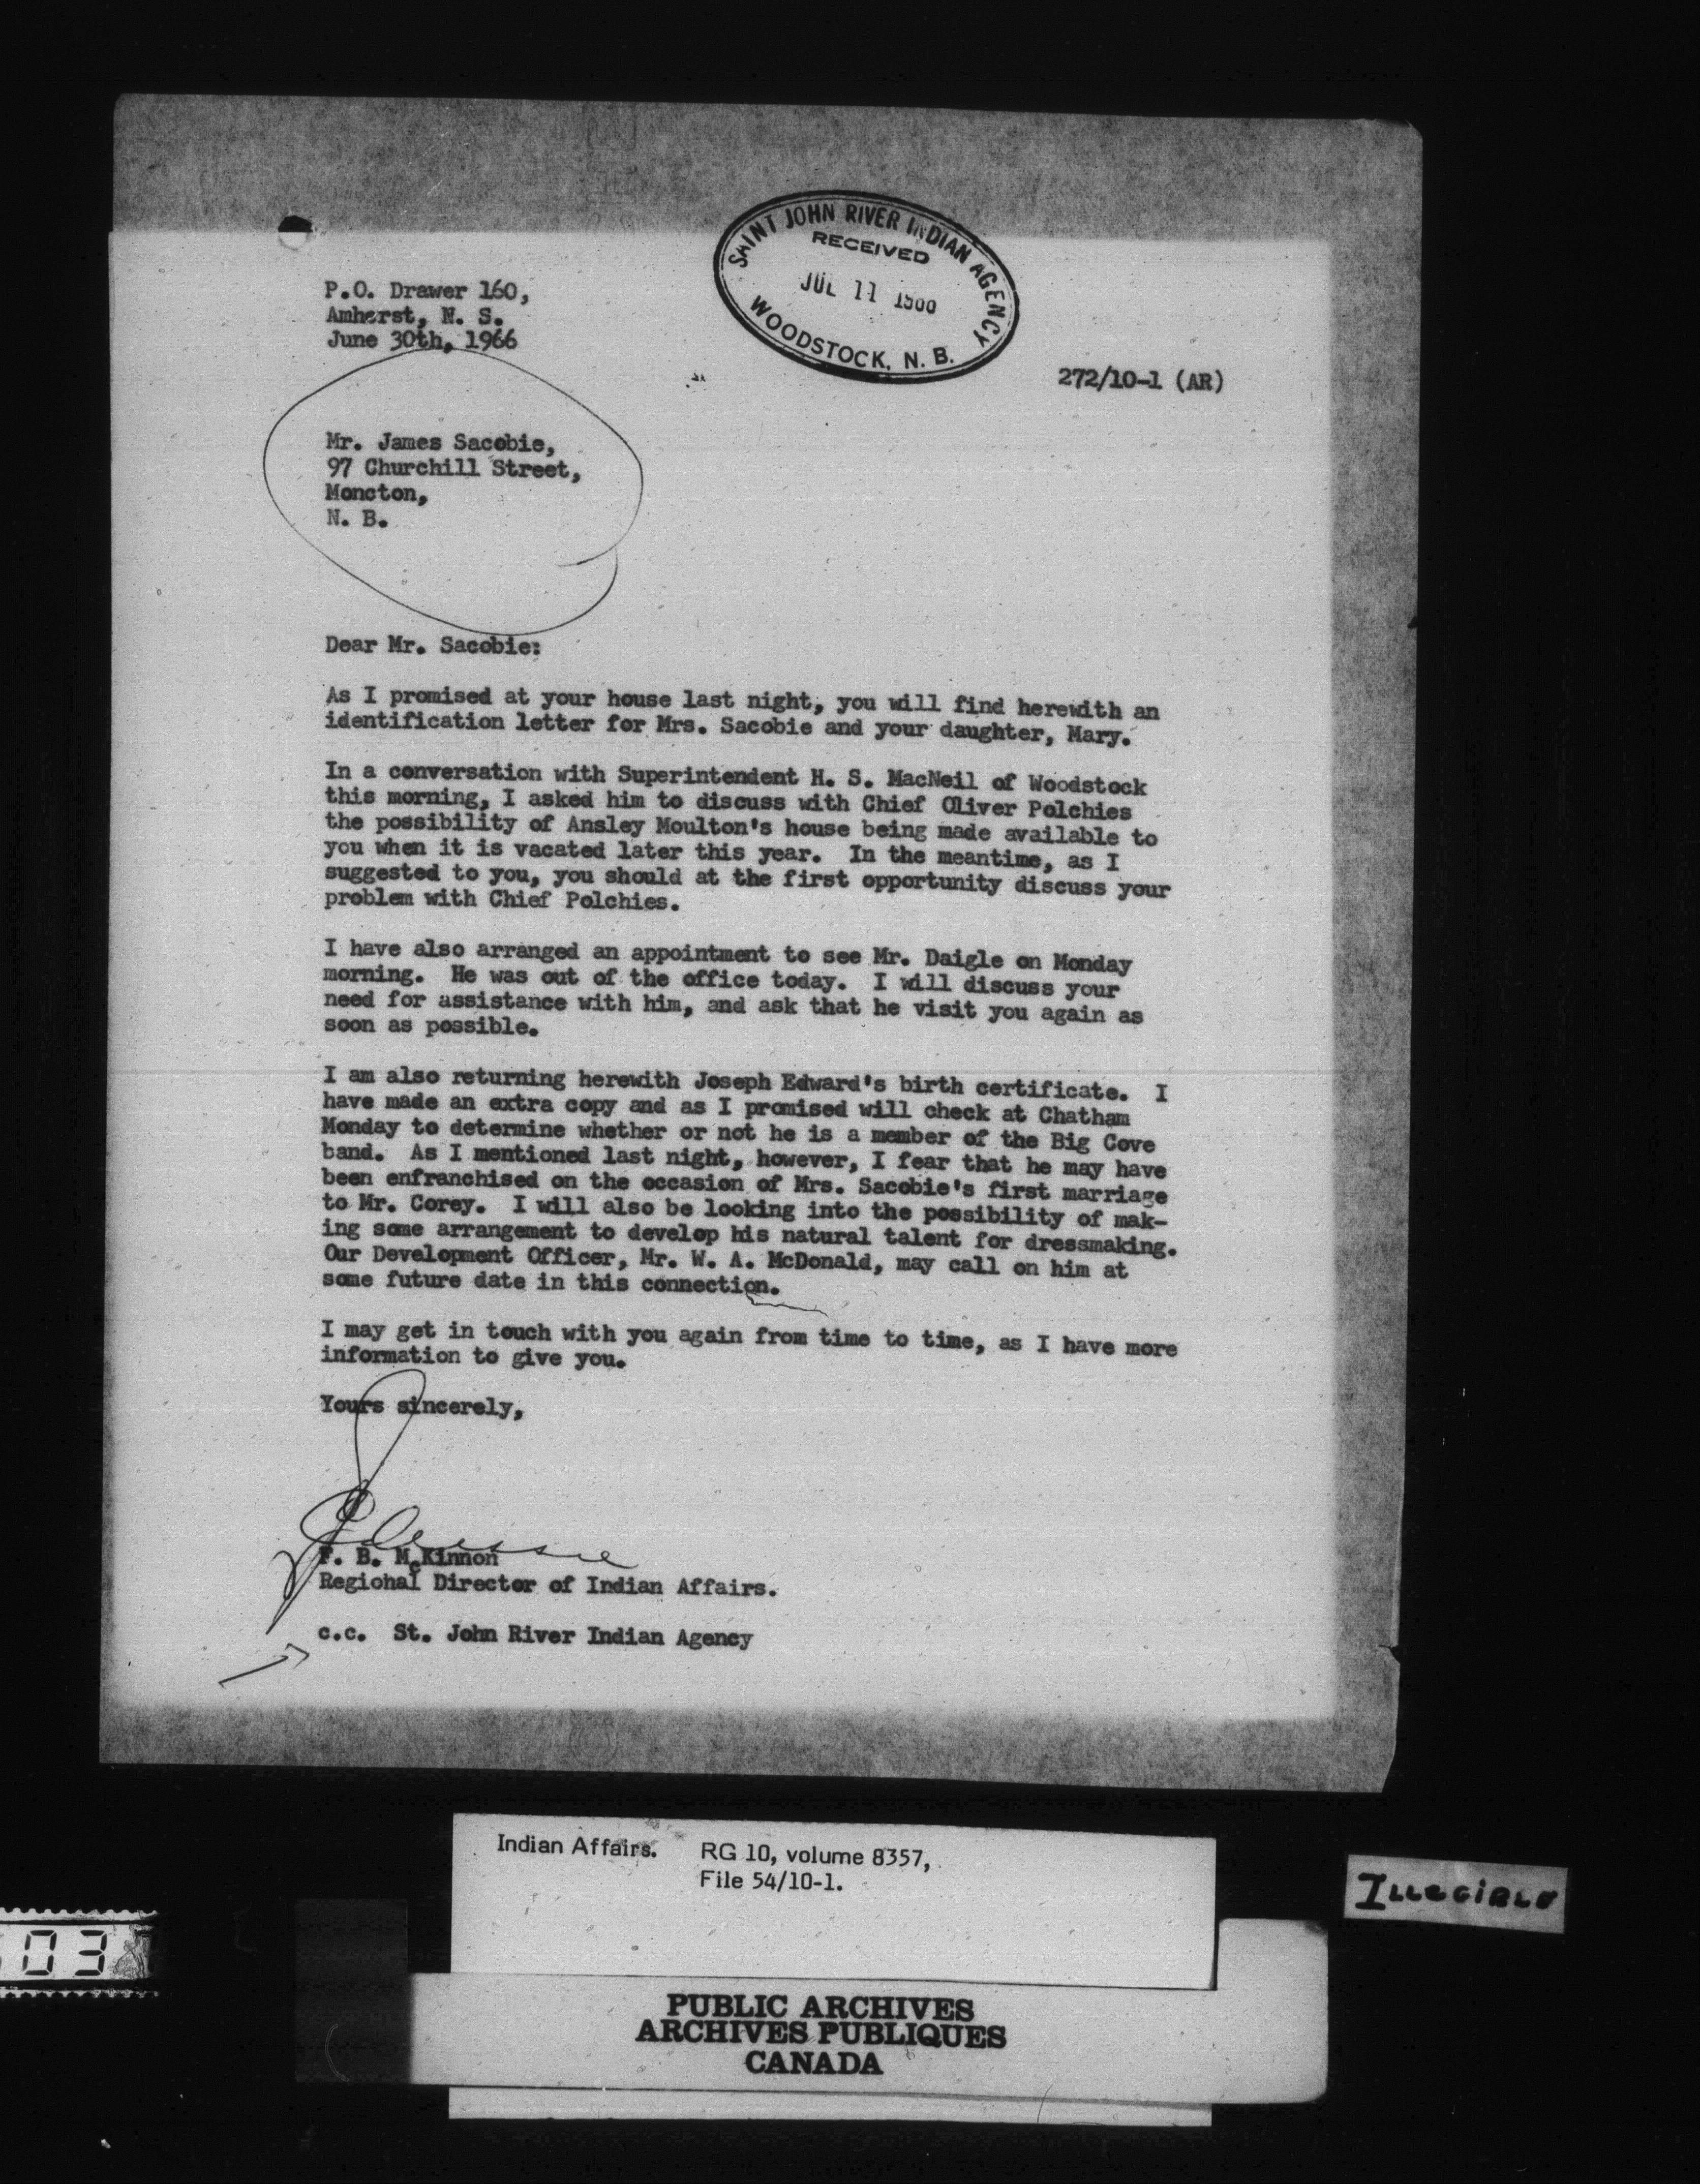 SAINT JOHN RIVER INDIAN AGENCY
RECEIVED
JUL 11
WOODSTOCK, N. B.
P.O. Drawer 160,
Amherst, N. S.
June 30th, 1966
272/10-1 (AR)
Mr. James Sacobie,
97 Churchill Street,
Moncton,
N. B.
Dear Mr. Sacobie:
As I promised at your house last night, you will find herewith an
identification letter for Mrs. Sacobie and your daughter, Mary.
In a conversation with Superintendent H. S. MacNeil of Woodstock
this morning, I asked him to discuss with Chief Oliver Polchies
the possibility of Ansley Moulton's house being made available to
you when it is vacated later this year. In the meantime, as I
suggested to you, you should at the first opportunity discuss your
problem with Chief Polchies.
I have also arranged an appointment to see Mr. Daigle on Monday
morning. He was out of the office today. I will discuss your
need for assistance with him, and ask that he visit you again as
soon as possible.
I am also returning herewith Joseph Edward's birth certificate. I
have made an extra copy and as I promised will check at Chatham
Monday to determine whether or not he is a member of the Big Cove
band. As I mentioned last night, however, I fear that he may have
been enfranchised on the occasion of Mrs. Sacobie's first marriage
to Mr. Corey. I will also be looking into the possibility of mak-
ing some arrangement to develop his natural talent for dressmaking.
Our Development Officer, Mr. W. A. McDonald, may call on him at
some future date in this connection.
I may get in touch with you again from time to time, as I have more
information to give you.
Yours sincerely,
F. B. McKinnon
Regional Director of Indian Affairs.
c.c. St. John River Indian Agency
Indian Affairs. RG 10, volume 8357,
File 54/10-1.
ILLEGIBLE
03
PUBLIC ARCHIVES
ARCHIVES PUBLIQUES
CANADA